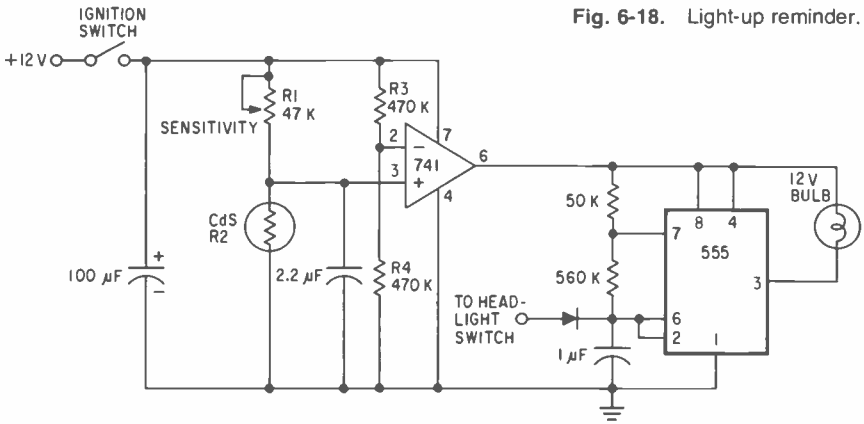 Fig. 6-18. Light-up reminder.
IGNITION
SWITCH
+12V
R1
47 K
SENSITIVITY
R3
470 K
2
7
−
741
3
+
6
4
CdS
R2
100 µF
+
−
2.2 µF
R4
470 K
50 K
560 K
TO HEAD-
LIGHT
SWITCH
1 µF
8
4
7
555
3
6
2
1
12 V
BULB